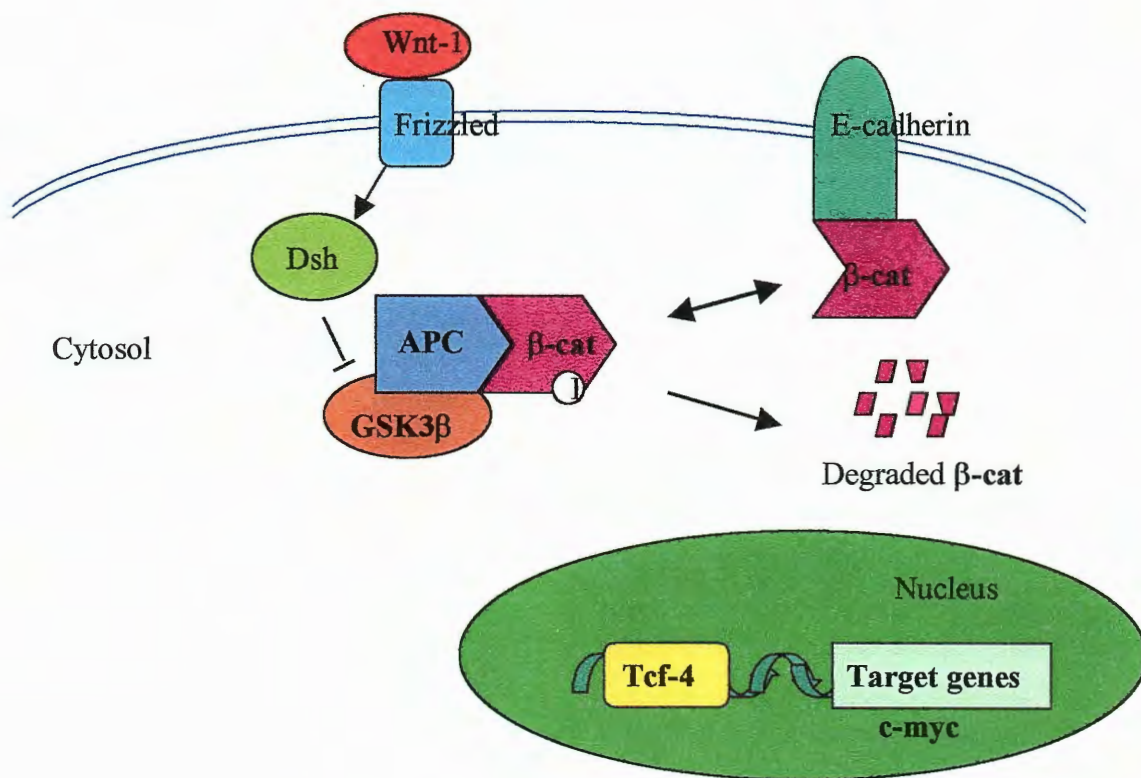 Wnt-1
Frizzled
E-cadherin
Dsh
β-cat
Cytosol
APC
β-cat
GSK3β
Degraded β-cat
Nucleus
Tcf-4
Target genes
c-myc